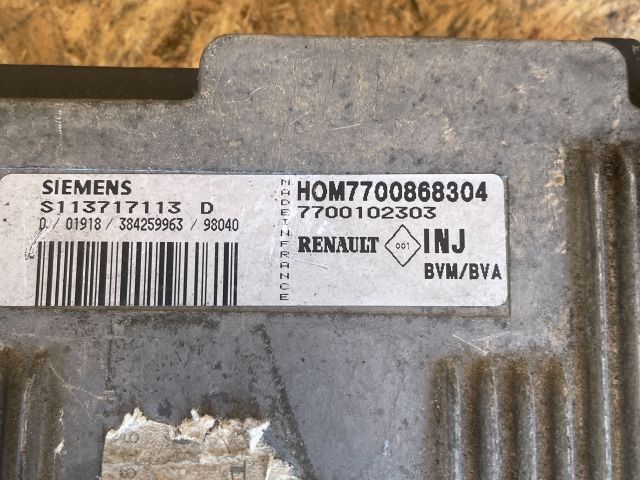 SIEMENS
S113717113 D
0 / 01918 / 384259963 / 98040
MADE IN FRANCE
HOM7700868304
7700102303
RENAULT 001 INJ
BVM/BVA